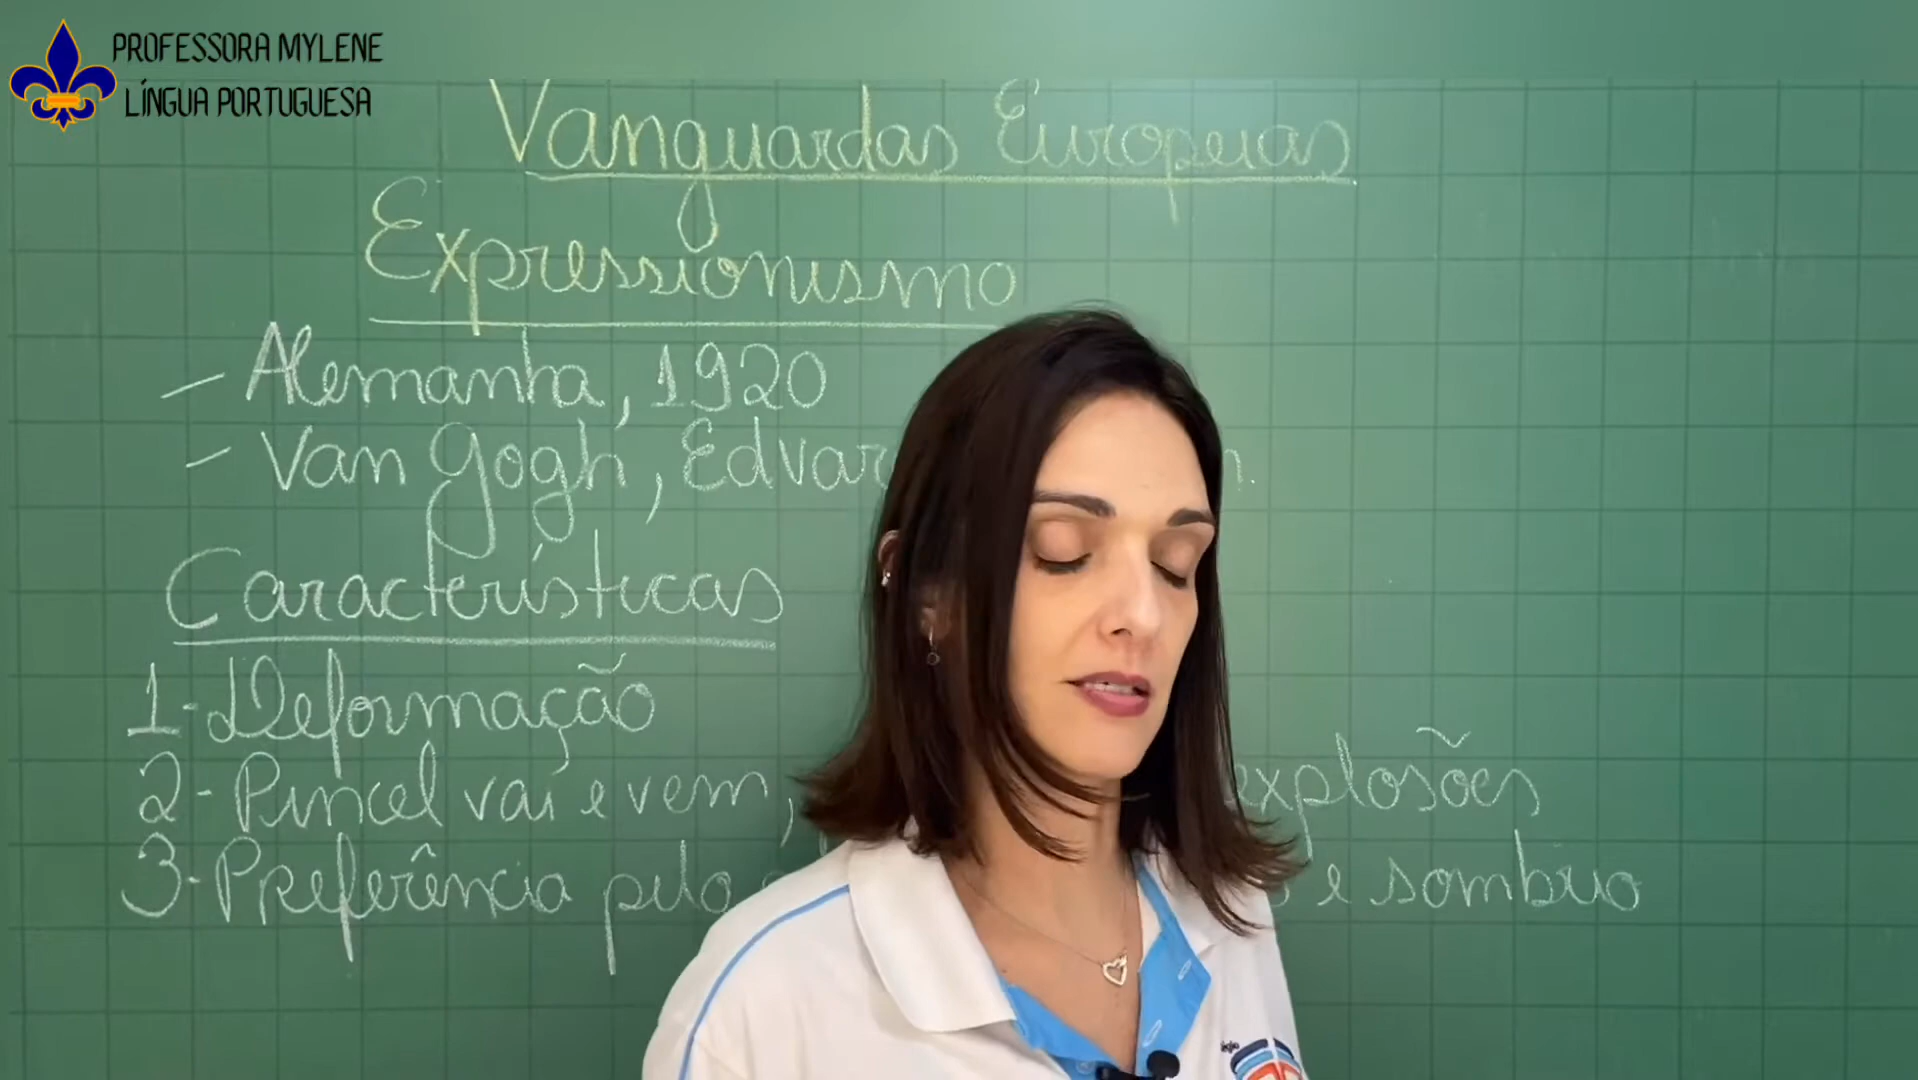 PROFESSORA MYLENE
LÍNGUA PORTUGUESA
Vanguardas Europeias
Expressionismo
- Alemanha, 1920
- Van Gogh, Edvar
Características
1-Deformação
2-Pincel vai e vem, explosões
3-Preferência pelo e sombrio